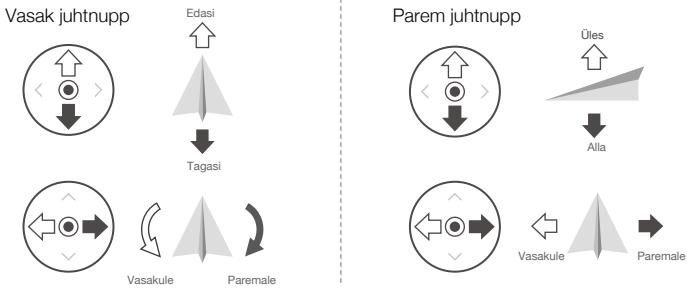 Vasak juhtnupp
Edasi
Tagasi
Vasakule
Paremale
Parem juhtnupp
Üles
Alla
Vasakule
Paremale